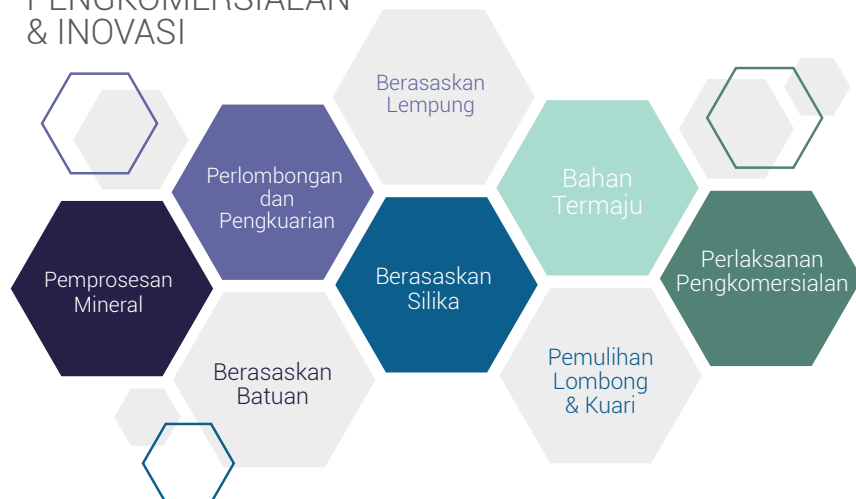 PENGKOMERSIALAN
& INOVASI
Berasaskan
Lempung
Perlombongan
dan
Pengkuarian
Bahan
Termaju
Pemprosesan
Mineral
Berasaskan
Silika
Perlaksanan
Pengkomersialan
Berasaskan
Batuan
Pemulihan
Lombong
& Kuari